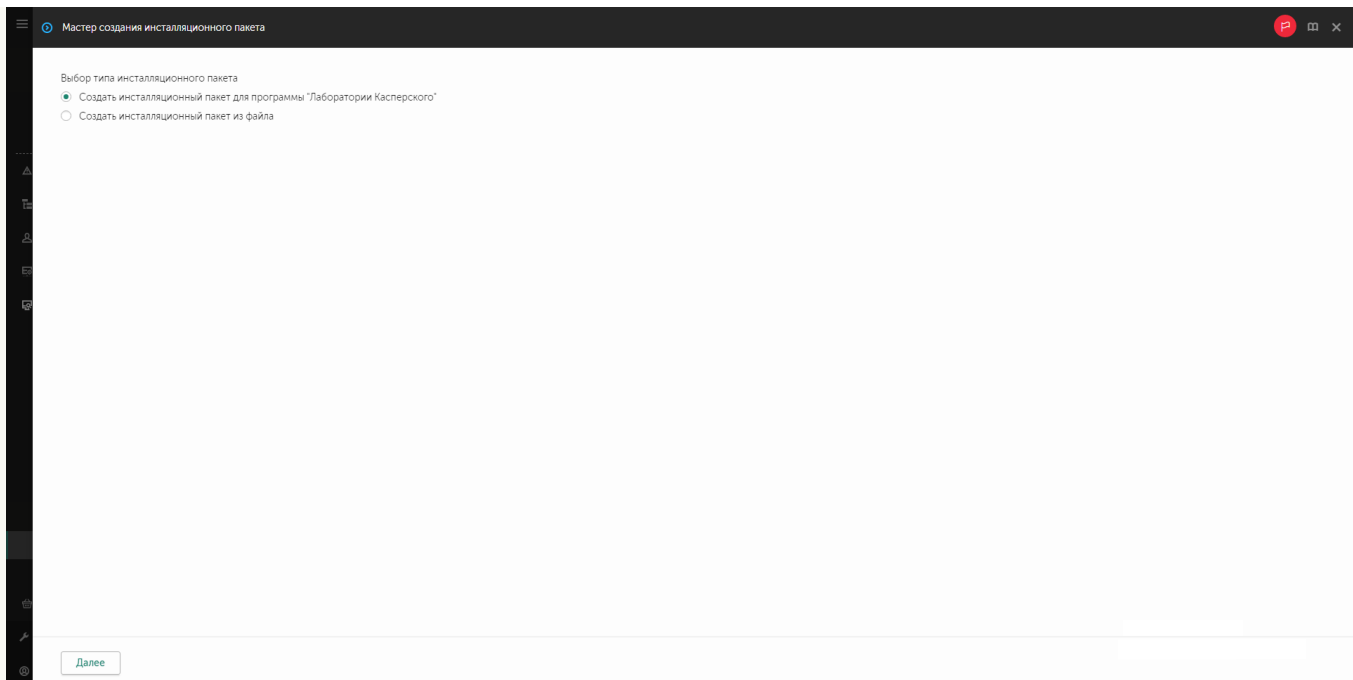 Мастер создания инсталляционного пакета
Выбор типа инсталляционного пакета
Создать инсталляционный пакет для программы "Лаборатории Касперского"
Создать инсталляционный пакет из файла
Далее